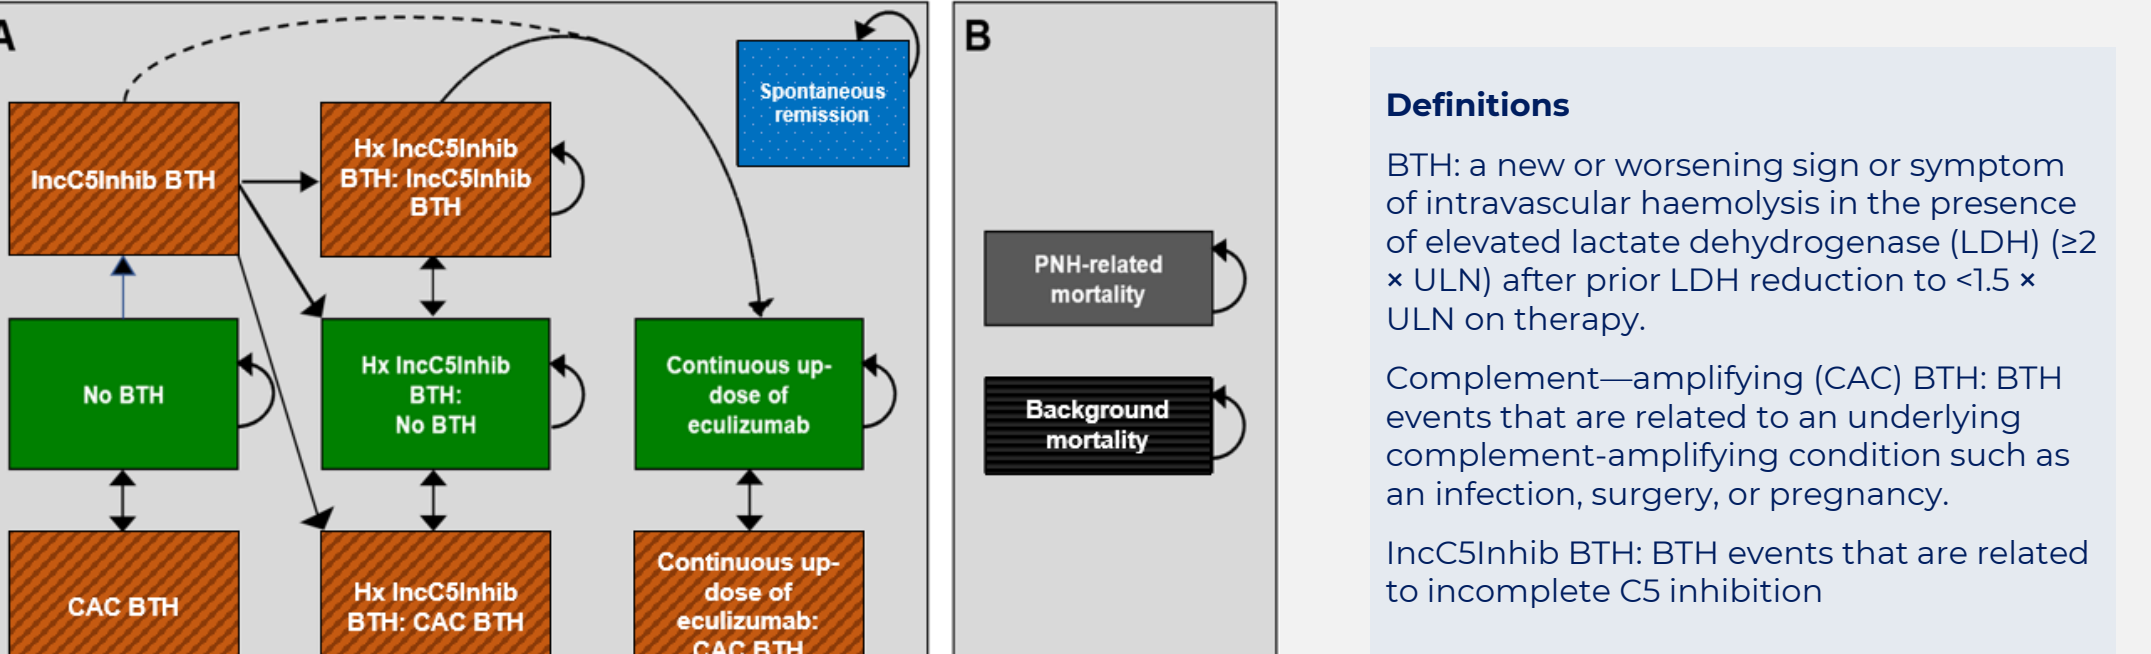 A
Spontaneous
remission
IncC5Inhib BTH
Hx IncC5Inhib
BTH: IncC5Inhib
BTH
No BTH
Hx IncC5Inhib
BTH:
No BTH
Continuous up-
dose of
eculizumab
CAC BTH
Hx IncC5Inhib
BTH: CAC BTH
Continuous up-
dose of
eculizumab:
CAC BTH
B
PNH-related
mortality
Background
mortality
Definitions
BTH: a new or worsening sign or symptom
of intravascular haemolysis in the presence
of elevated lactate dehydrogenase (LDH) (≥2
× ULN) after prior LDH reduction to <1.5 ×
ULN on therapy.
Complement—amplifying (CAC) BTH: BTH
events that are related to an underlying
complement-amplifying condition such as
an infection, surgery, or pregnancy.
IncC5Inhib BTH: BTH events that are related
to incomplete C5 inhibition